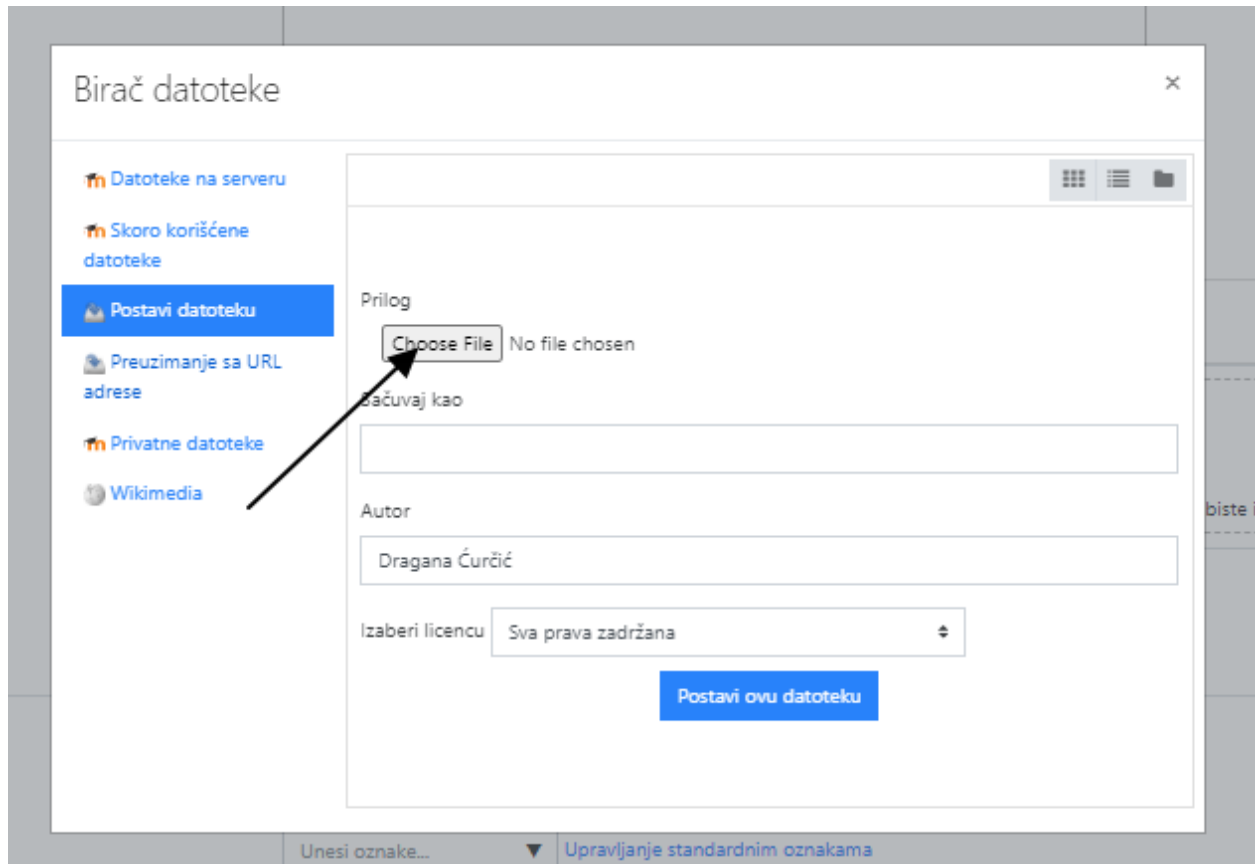 Birač datoteke
×
Datoteke na serveru
Skoro korišćene
datoteke
Postavi datoteku
Preuzimanje sa URL
adrese
Privatne datoteke
Wikimedia
Prilog
Choose File No file chosen
Sačuvaj kao
Autor
Dragana Ćurčić
Izaberi licencu Sva prava zadržana
Postavi ovu datoteku
biste i
Unesi oznake... ▼ Upravljanje standardnim oznakama